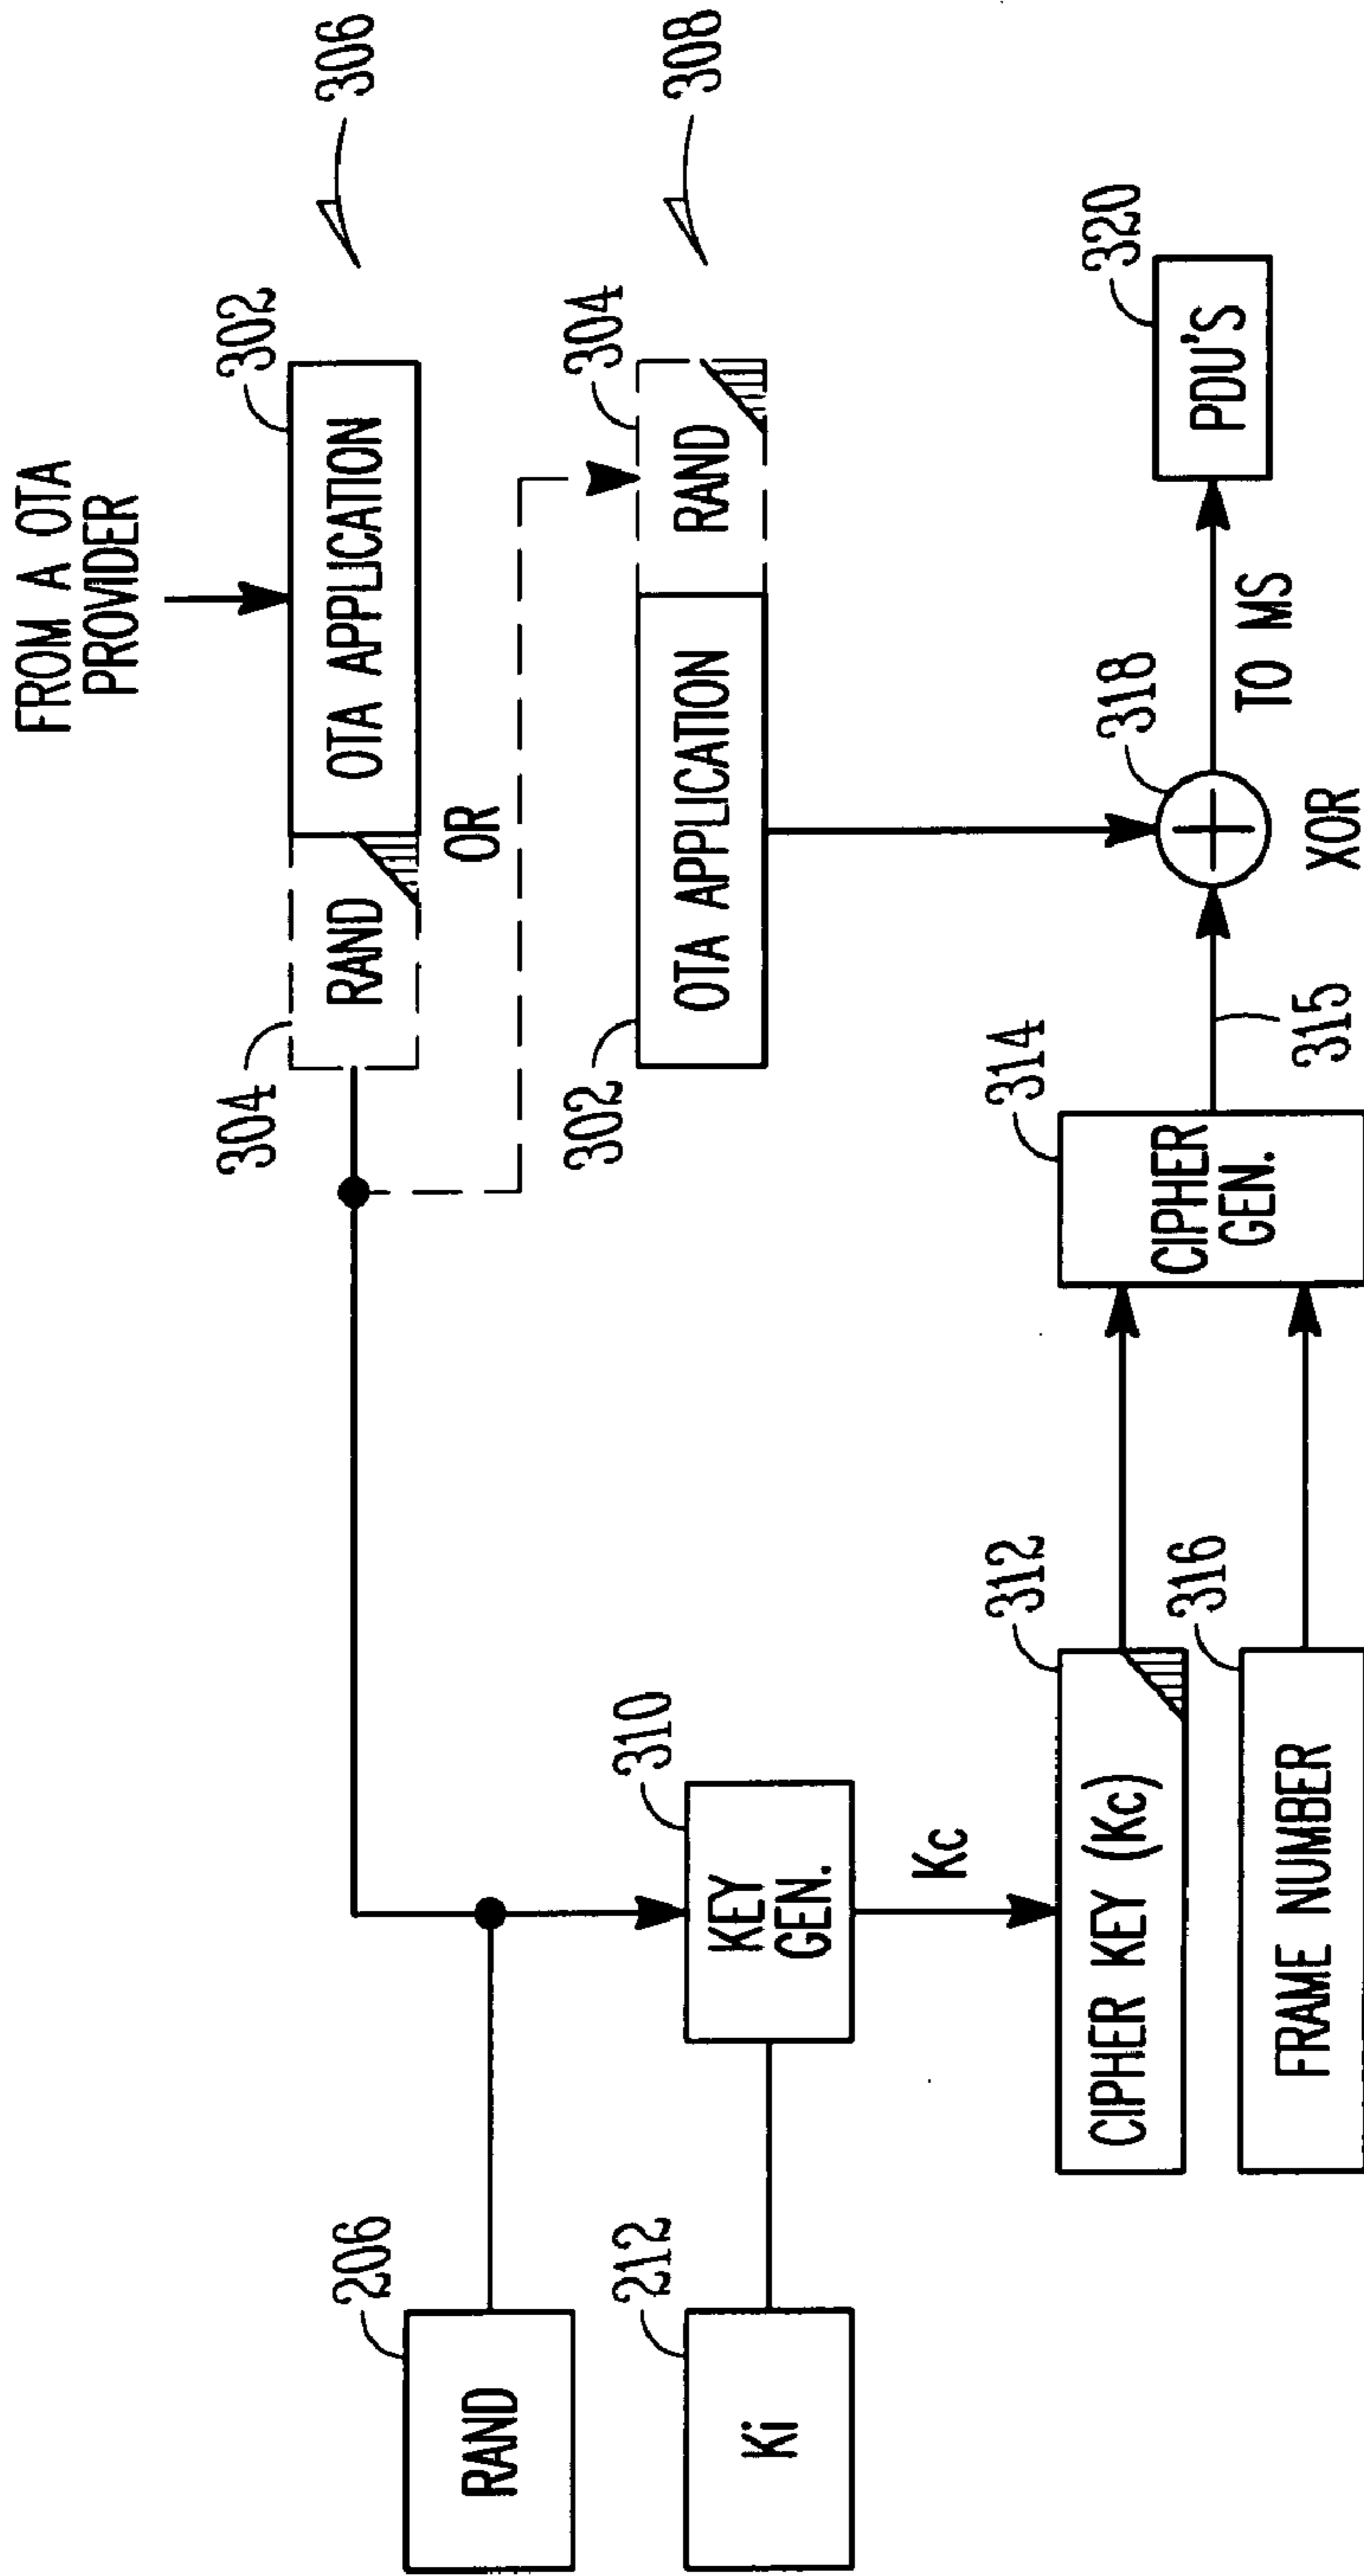 FROM A OTA
PROVIDER
304
RAND
OTA APPLICATION
302
306
OR
302
OTA APPLICATION
RAND
304
308
206
RAND
212
Ki
310
KEY
GEN.
Kc
312
CIPHER KEY (Kc)
316
FRAME NUMBER
314
CIPHER
GEN.
315
318
XOR
TO MS
320
PDU'S